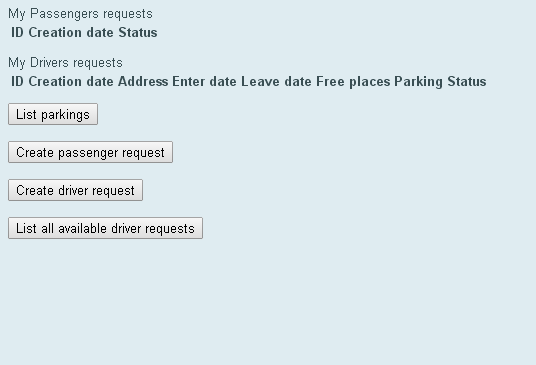 My Passengers requests
ID Creation date Status
My Drivers requests
ID Creation date Address Enter date Leave date Free places Parking Status
List parkings
Create passenger request
Create driver request
List all available driver requests